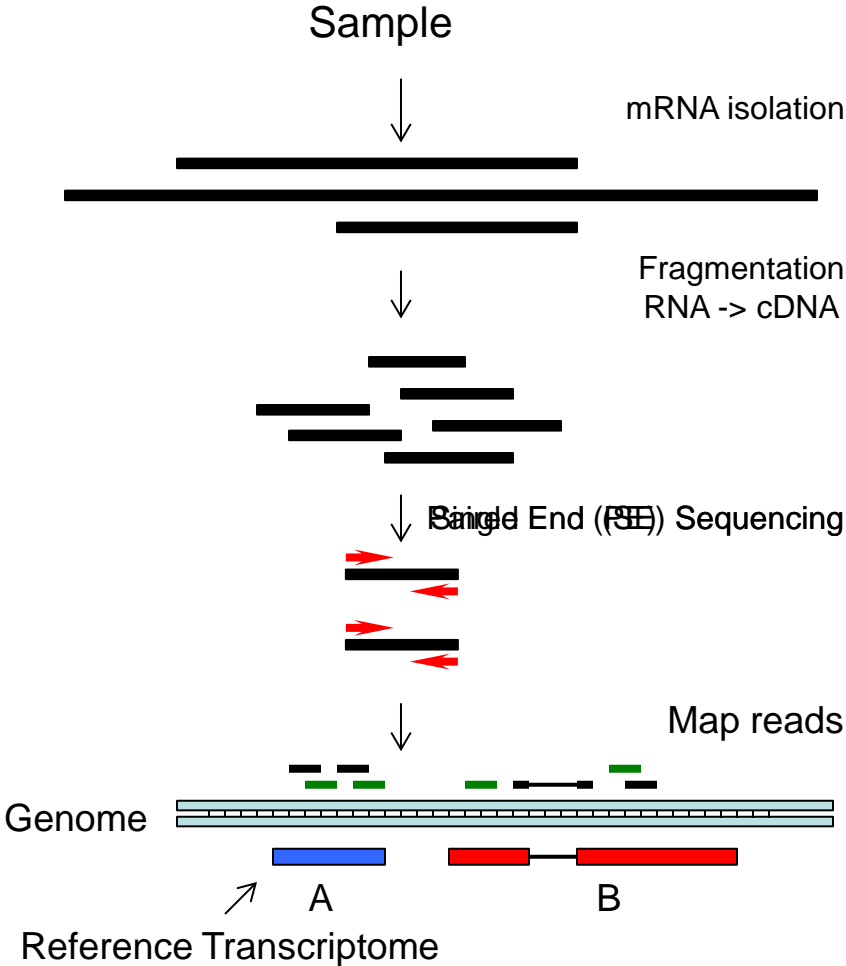 Sample
mRNA isolation
Fragmentation
RNA -> cDNA
End Sequencing
Map reads
Genome
A
B
Reference Transcriptome